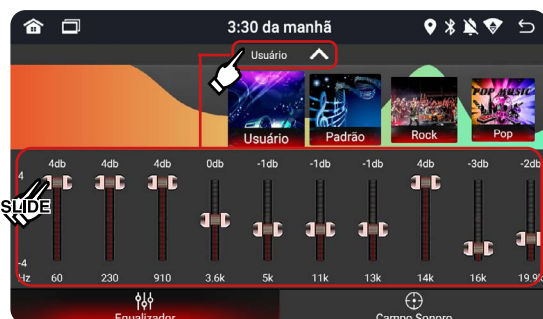 3:30 da manhã
Usuário
POP MUSIC
Usuário Padrão Rock Pop
4db 4db 4db 0db -1db -1db -1db 4db -3db -2db
4
SLIDE
-4
Hz 60 230 910 3.6k 5k 11k 13k 14k 16k 19.9k
Equalizador Campo Sonoro